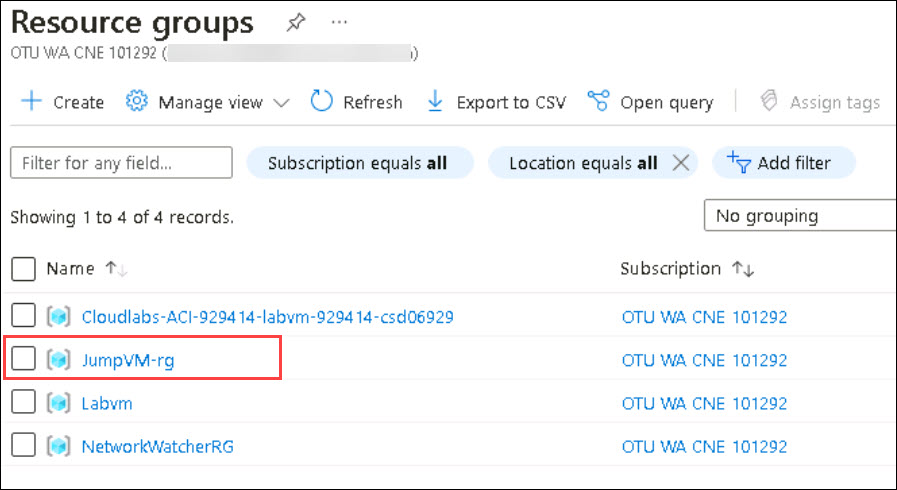 Resource groups
OTU WA CNE 101292 ( )
Create Manage view Refresh Export to CSV Open query Assign tags
Filter for any field... Subscription equals all Location equals all Add filter
Showing 1 to 4 of 4 records. No grouping
Name Subscription
Cloudlabs-ACI-929414-labvm-929414-csd06929 OTU WA CNE 101292
JumpVM-rg OTU WA CNE 101292
Labvm OTU WA CNE 101292
NetworkWatcherRG OTU WA CNE 101292